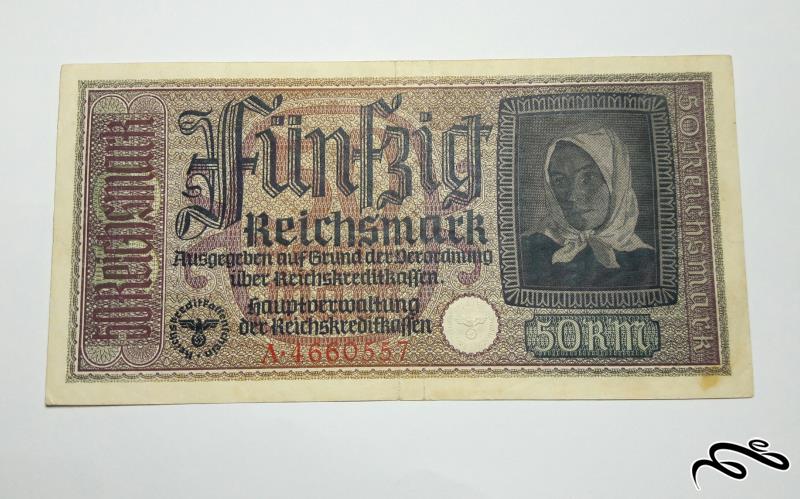 50 Reichsmark
Fünfzig
Reichsmark
Ausgegeben auf Grund der Verordnung
über Reichskreditkassen.
Hauptverwaltung
der Reichskreditkassen
A·4660557
50 RM
50 Reichsmark